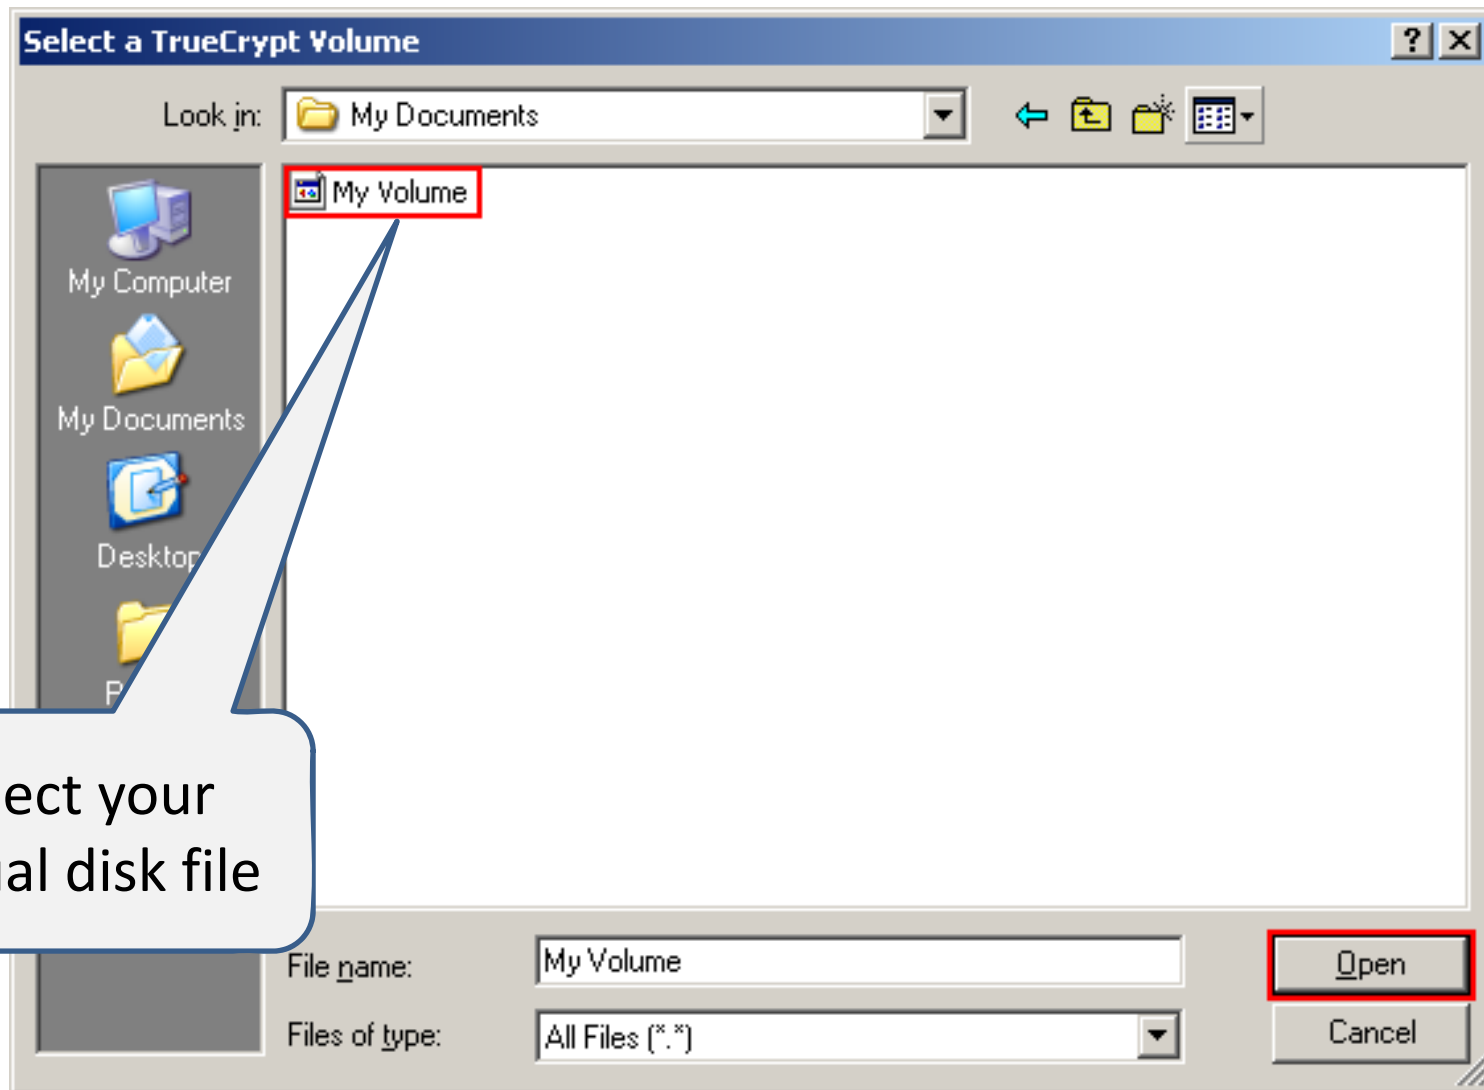 Select a TrueCrypt Volume
Look in: My Documents
My Volume
My Computer
My Documents
Desktop
ect your
al disk file
File name: My Volume
Open
Files of type: All Files (*.*)
Cancel